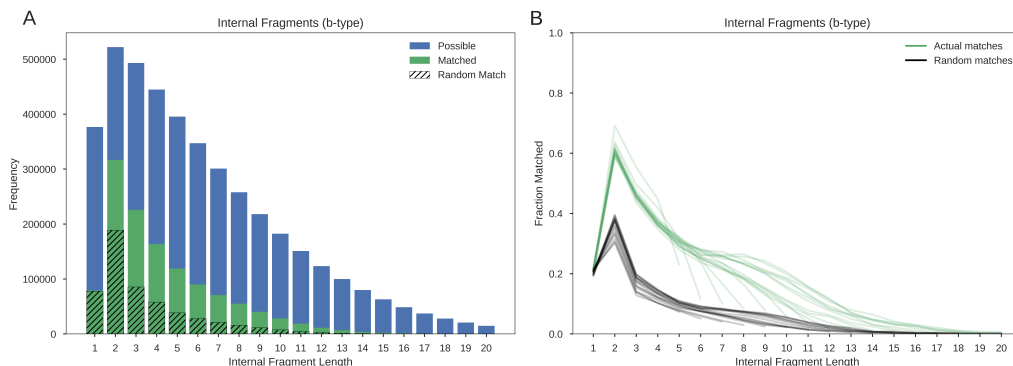 A
Internal Fragments (b-type)
Possible
Matched
Random Match
500000
400000
300000
200000
100000
0
Frequency
1 2 3 4 5 6 7 8 9 10 11 12 13 14 15 16 17 18 19 20
Internal Fragment Length
B
Internal Fragments (b-type)
Actual matches
Random matches
1.0
0.8
0.6
0.4
0.2
0.0
Fraction Matched
1 2 3 4 5 6 7 8 9 10 11 12 13 14 15 16 17 18 19 20
Internal Fragment Length